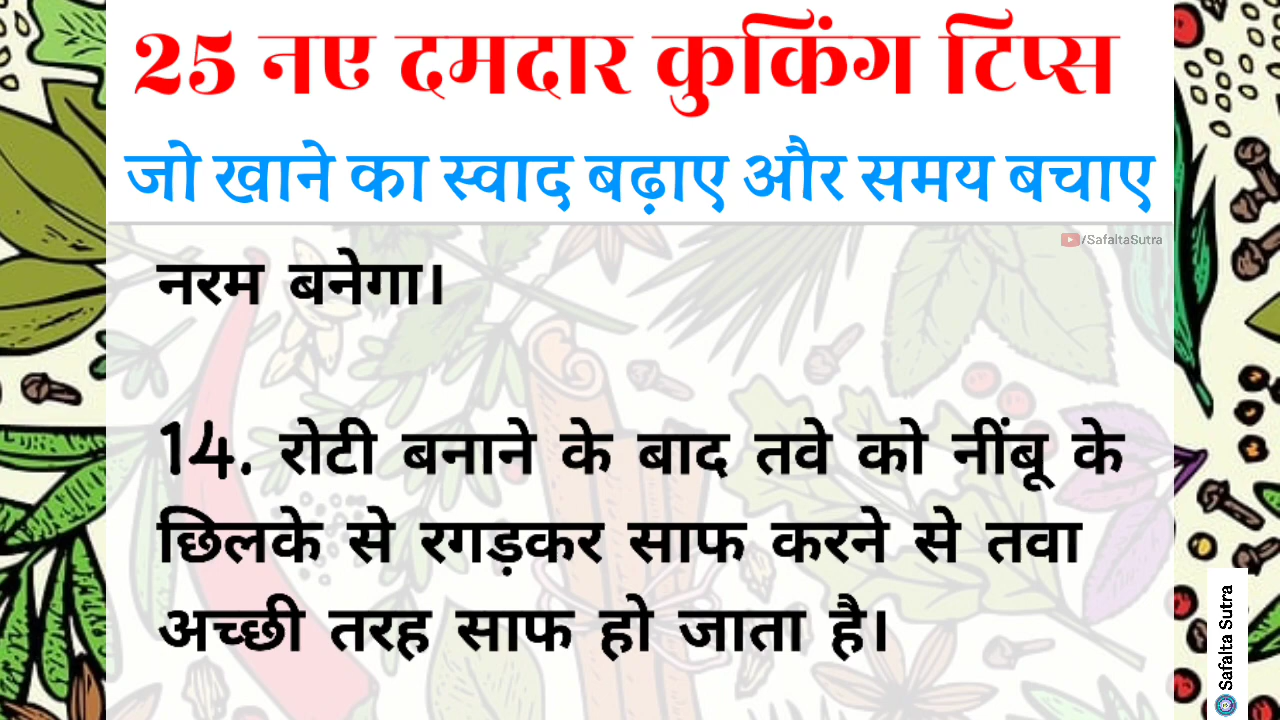 25 नए दमदार कुकिंग टिप्स
जो खाने का स्वाद बढ़ाए और समय बचाए
/SafaltaSutra
नरम बनेगा।
14. रोटी बनाने के बाद तवे को नींबू के
छिलके से रगड़कर साफ करने से तवा
अच्छी तरह साफ हो जाता है।
Safalta Sutra